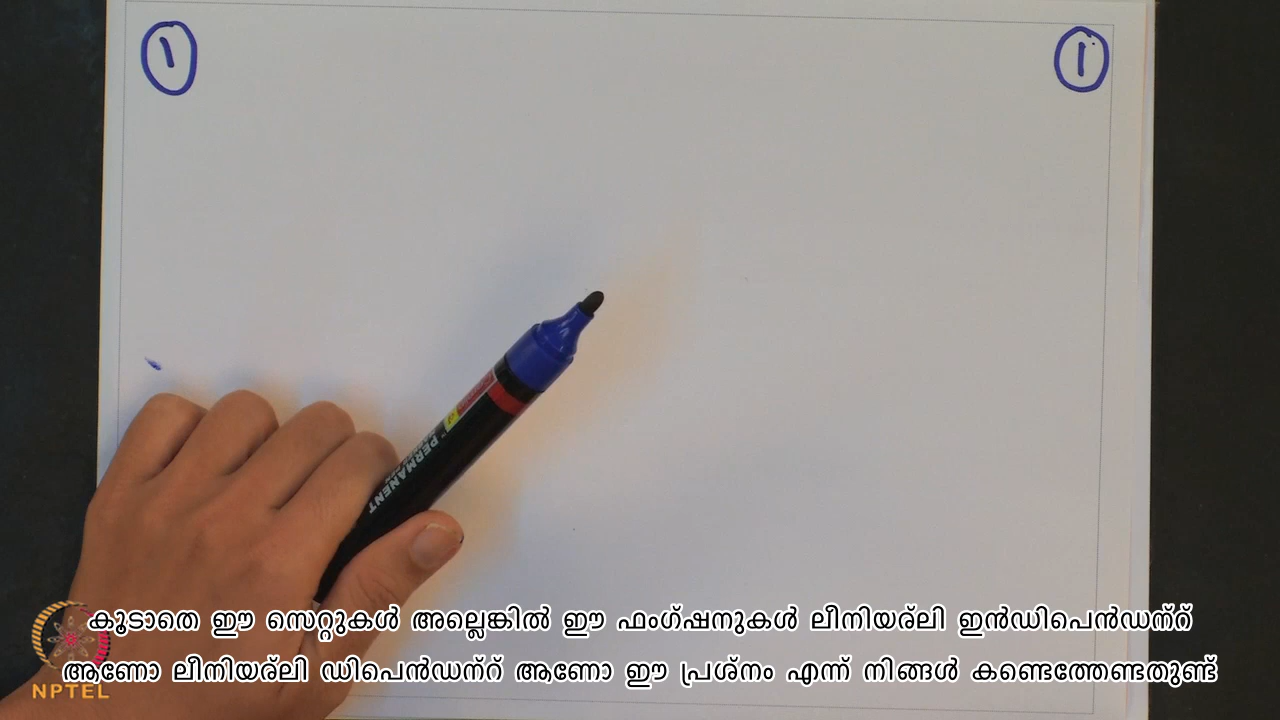 1 1
"PERMANENT
കൂടാതെ ഈ സെറ്റുകൾ അല്ലെങ്കിൽ ഈ ഫംഗ്ഷനുകൾ ലീനിയര്ലി ഇൻഡിപെൻഡന്റ്
ആണോ ലീനിയര്ലി ഡിപെൻഡന്റ് ആണോ ഈ പ്രശ്നം എന്ന് നിങ്ങൾ കണ്ടെത്തേണ്ടതുണ്ട്
NPTEL